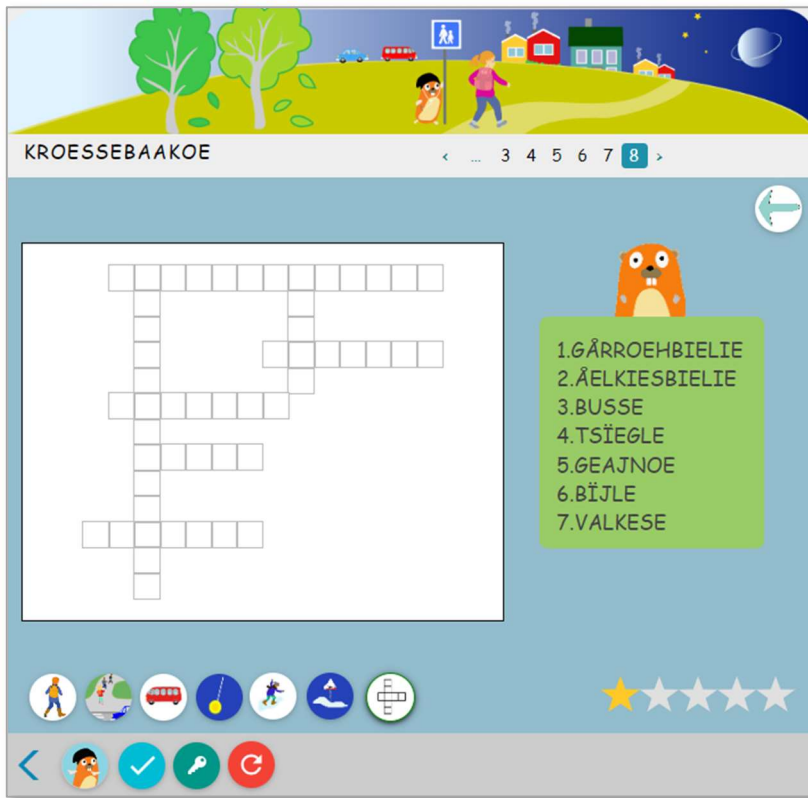 KROESSEBAAKOE
‹ ... 3 4 5 6 7 8 ›
1.GÅRROEHBIELIE
2.ÅELKIESBIELIE
3.BUSSE
4.TSÏEGLE
5.GEAJNOE
6.BÏJLE
7.VALKESE